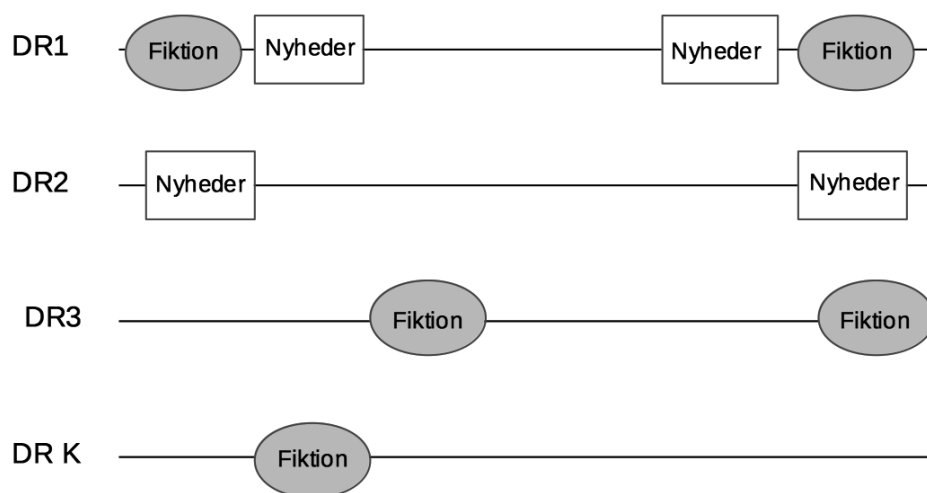 DR1 Fiktion Nyheder Nyheder Fiktion
DR2 Nyheder Nyheder
DR3 Fiktion Fiktion
DR K Fiktion